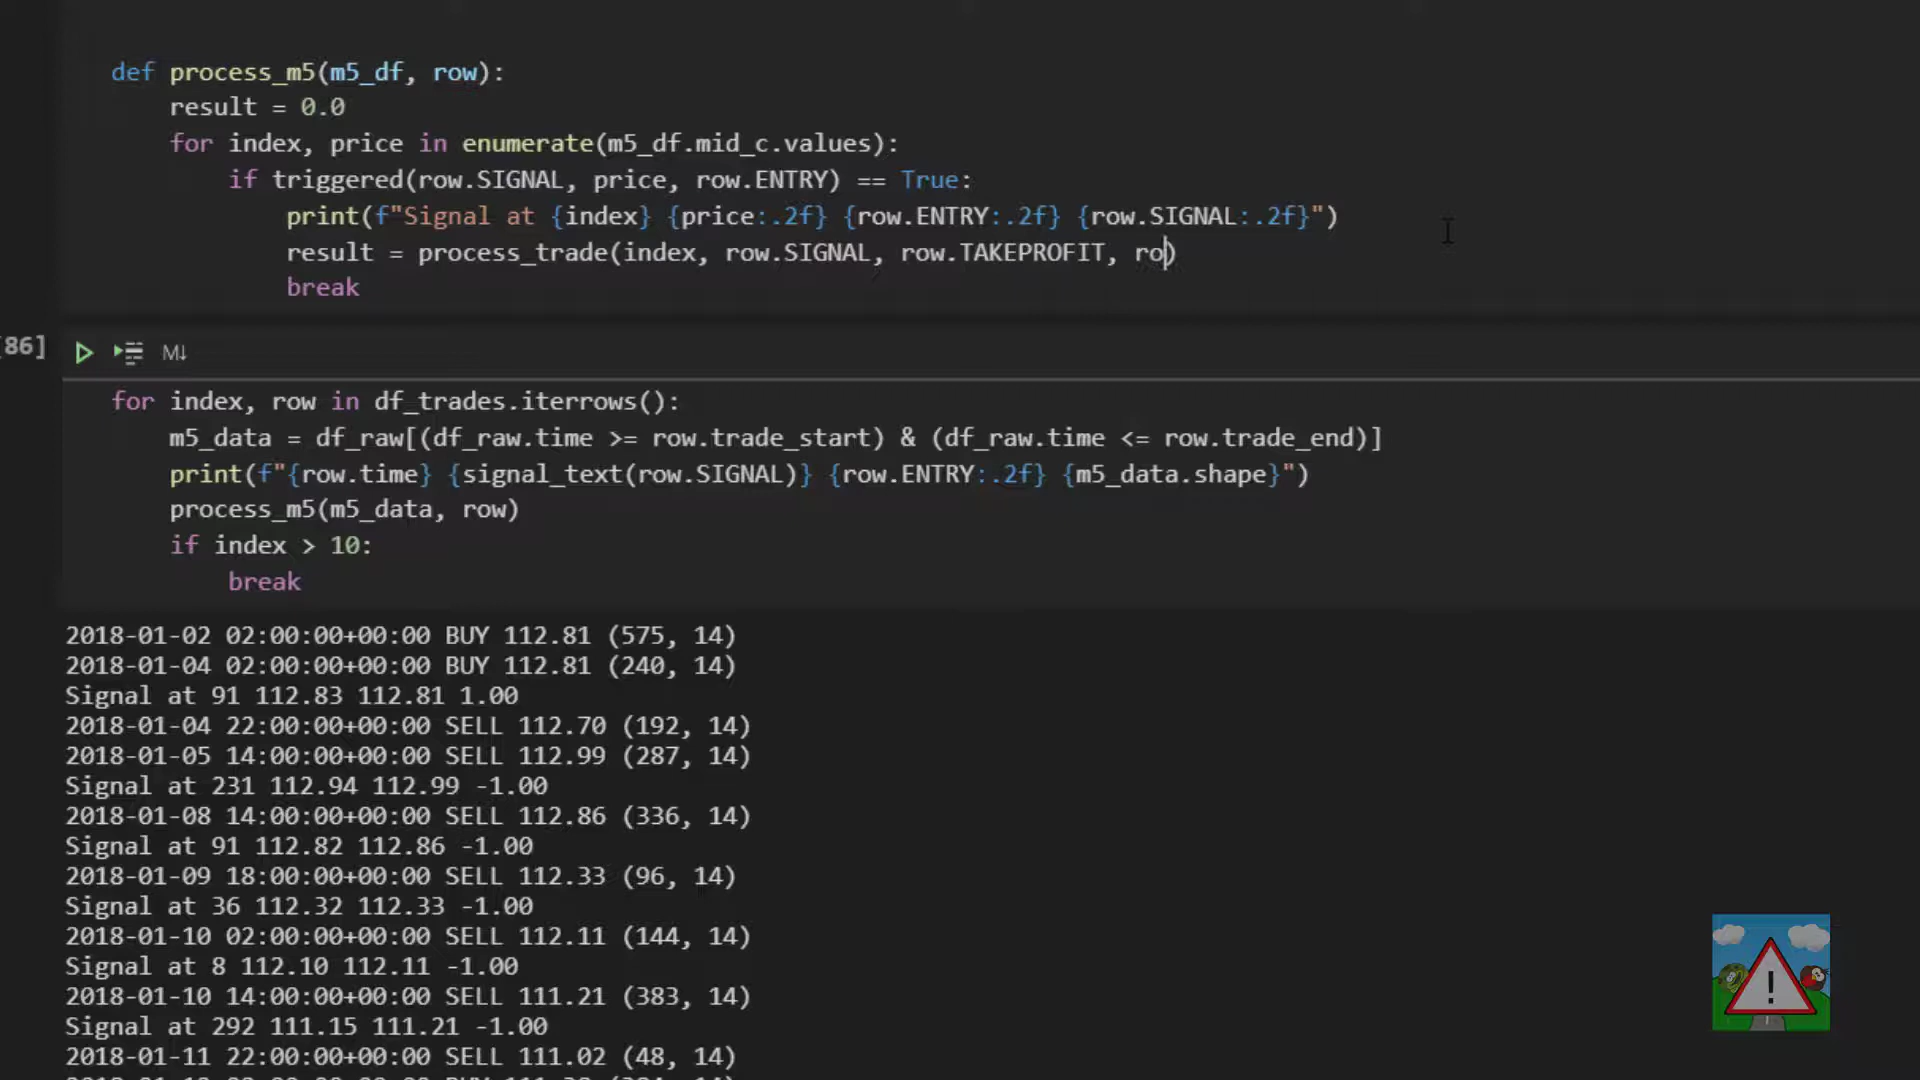 def process_m5(m5_df, row):
    result = 0.0
    for index, price in enumerate(m5_df.mid_c.values):
        if triggered(row.SIGNAL, price, row.ENTRY) == True:
            print(f"Signal at {index} {price:.2f} {row.ENTRY:.2f} {row.SIGNAL:.2f}")
            result = process_trade(index, row.SIGNAL, row.TAKEPROFIT, ro)
            break
[86] M↓
for index, row in df_trades.iterrows():
    m5_data = df_raw[(df_raw.time >= row.trade_start) & (df_raw.time <= row.trade_end)]
    print(f"{row.time} {signal_text(row.SIGNAL)} {row.ENTRY:.2f} {m5_data.shape}")
    process_m5(m5_data, row)
    if index > 10:
        break
2018-01-02 02:00:00+00:00 BUY 112.81 (575, 14)
2018-01-04 02:00:00+00:00 BUY 112.81 (240, 14)
Signal at 91 112.83 112.81 1.00
2018-01-04 22:00:00+00:00 SELL 112.70 (192, 14)
2018-01-05 14:00:00+00:00 SELL 112.99 (287, 14)
Signal at 231 112.94 112.99 -1.00
2018-01-08 14:00:00+00:00 SELL 112.86 (336, 14)
Signal at 91 112.82 112.86 -1.00
2018-01-09 18:00:00+00:00 SELL 112.33 (96, 14)
Signal at 36 112.32 112.33 -1.00
2018-01-10 02:00:00+00:00 SELL 112.11 (144, 14)
Signal at 8 112.10 112.11 -1.00
2018-01-10 14:00:00+00:00 SELL 111.21 (383, 14)
Signal at 292 111.15 111.21 -1.00
2018-01-11 22:00:00+00:00 SELL 111.02 (48, 14)